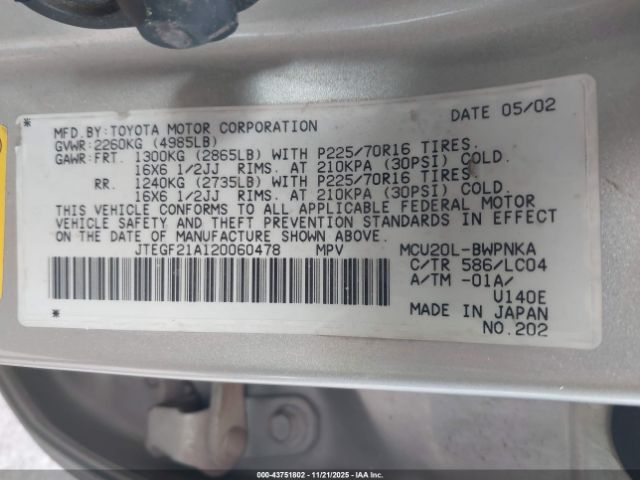 * DATE 05/02
MFD. BY: TOYOTA MOTOR CORPORATION
GVWR: 2260KG (4985LB)
GAWR: FRT. 1300KG (2865LB) WITH P225/70R16 TIRES.
16X6 1/2JJ RIMS. AT 210KPA (30PSI) COLD.
RR. 1240KG (2735LB) WITH P225/70R16 TIRES.
16X6 1/2JJ RIMS. AT 210KPA (30PSI) COLD.
THIS VEHICLE CONFORMS TO ALL APPLICABLE FEDERAL MOTOR
VEHICLE SAFETY AND THEFT PREVENTION STANDARDS IN EFFECT
ON THE DATE OF MANUFACTURE SHOWN ABOVE.
JTEGF21A120060478 MPV MCU20L-BWPNKA
C/TR 586/LC04
A/TM -01A/
U140E
* MADE IN JAPAN
NO. 202
000-43751802 - 11/21/2025 - IAA, Inc.